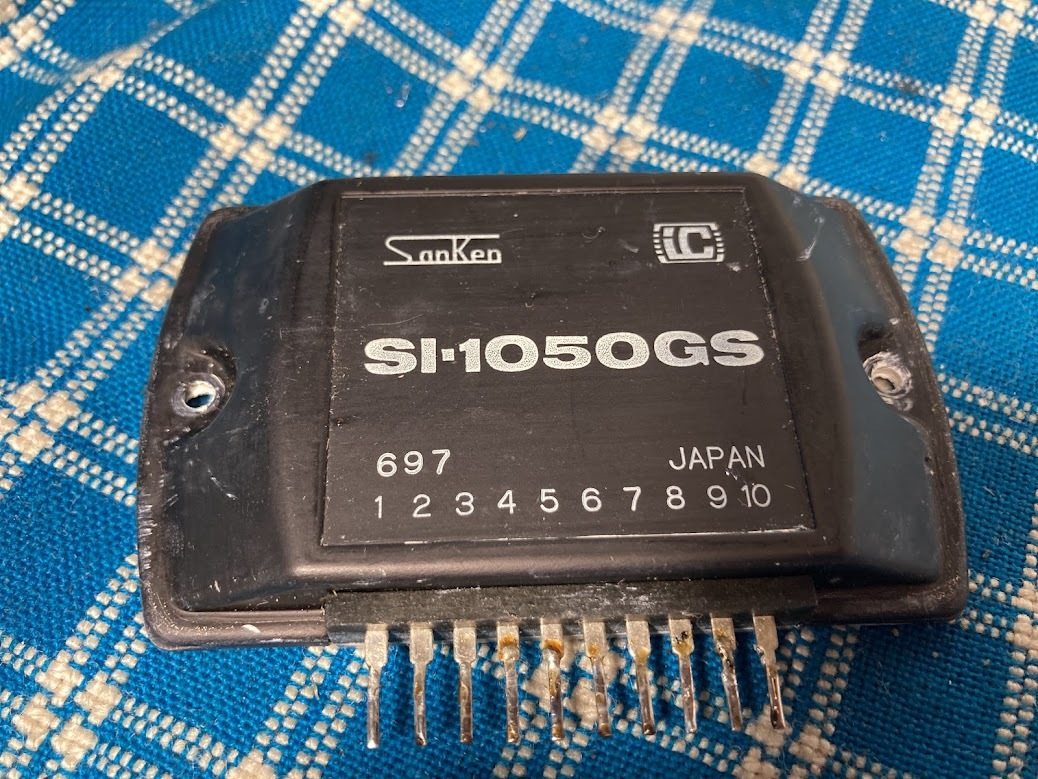 SanKen IC
SI-1050GS
697 JAPAN
1 2 3 4 5 6 7 8 9 10